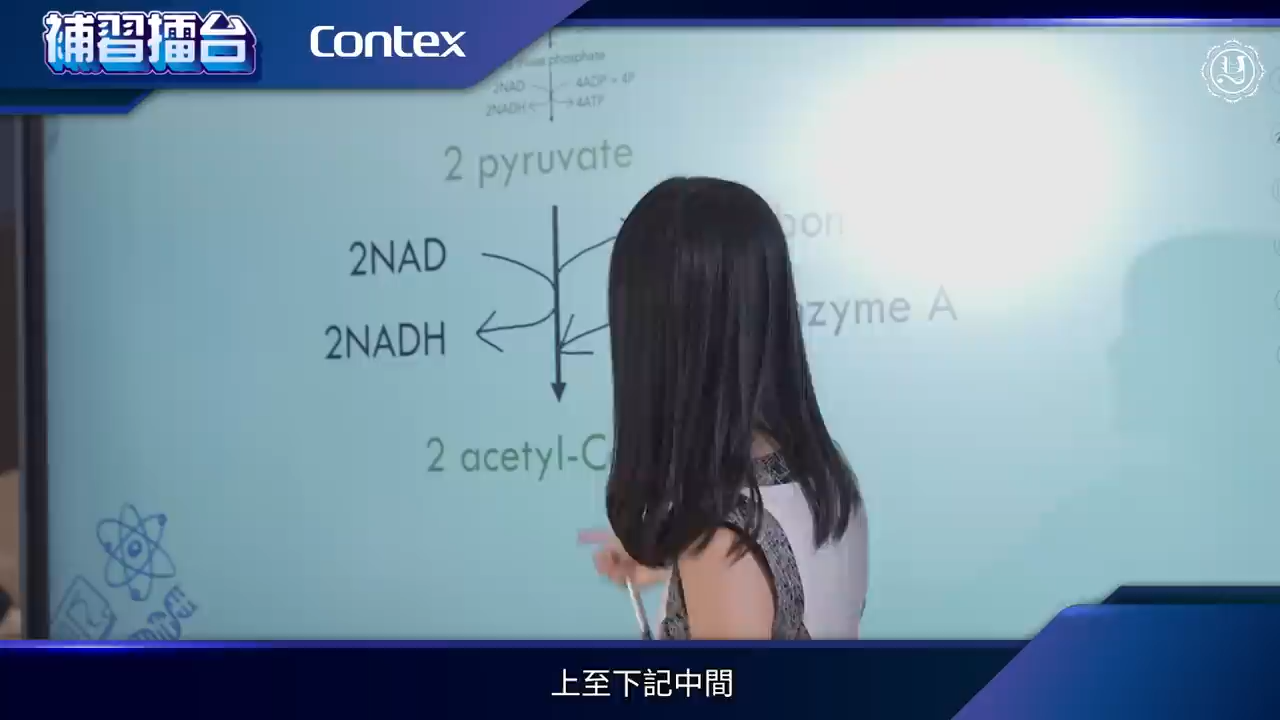 補習擂台
Contex
phosphate
2NAD
4ADP + 4P
2NADH
4ATP
2 pyruvate
2NAD
2NADH
2 acetyl-C
上至下記中間